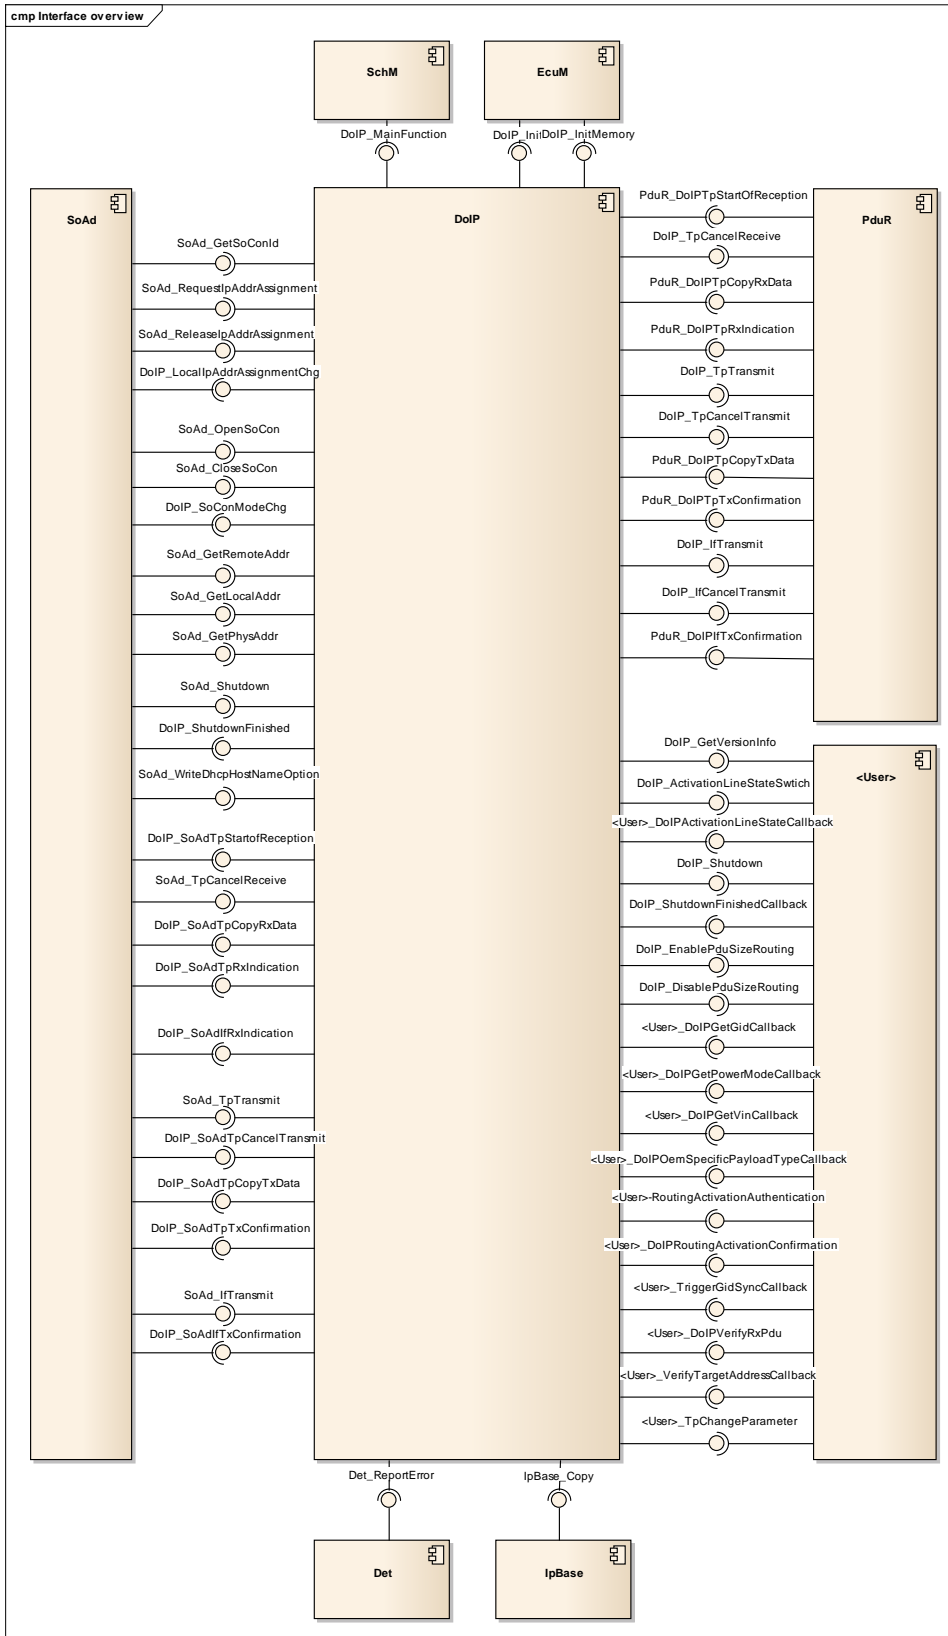 cmp Interface overview
SchM
EcuM
DoIP_MainFunction
DoIP_Init
DoIP_InitMemory
SoAd
DoIP
PduR
SoAd_GetSoConId
SoAd_RequestIpAddrAssignment
SoAd_ReleaseIpAddrAssignment
DoIP_LocalIpAddrAssignmentChg
SoAd_OpenSoCon
SoAd_CloseSoCon
DoIP_SoConModeChg
SoAd_GetRemoteAddr
SoAd_GetLocalAddr
SoAd_GetPhysAddr
SoAd_Shutdown
DoIP_ShutdownFinished
SoAd_WriteDhcpHostNameOption
DoIP_SoAdTpStartofReception
SoAd_TpCancelReceive
DoIP_SoAdTpCopyRxData
DoIP_SoAdTpRxIndication
DoIP_SoAdIfRxIndication
SoAd_TpTransmit
DoIP_SoAdTpCancelTransmit
DoIP_SoAdTpCopyTxData
DoIP_SoAdTpTxConfirmation
SoAd_IfTransmit
DoIP_SoAdIfTxConfirmation
PduR_DoIPTpStartOfReception
DoIP_TpCancelReceive
PduR_DoIPTpCopyRxData
PduR_DoIPTpRxIndication
DoIP_TpTransmit
DoIP_TpCancelTransmit
PduR_DoIPTpCopyTxData
PduR_DoIPTpTxConfirmation
DoIP_IfTransmit
DoIP_IfCancelTransmit
PduR_DoIPIfTxConfirmation
<User>
DoIP_GetVersionInfo
DoIP_ActivationLineStateSwtich
<User>_DoIPActivationLineStateCallback
DoIP_Shutdown
DoIP_ShutdownFinishedCallback
DoIP_EnablePduSizeRouting
DoIP_DisablePduSizeRouting
<User>_DoIPGetGidCallback
<User>_DoIPGetPowerModeCallback
<User>_DoIPGetVinCallback
<User>_DoIPOemSpecificPayloadTypeCallback
<User>-RoutingActivationAuthentication
<User>_DoIPRoutingActivationConfirmation
<User>_TriggerGidSyncCallback
<User>_DoIPVerifyRxPdu
<User>_VerifyTargetAddressCallback
<User>_TpChangeParameter
Det_ReportError
IpBase_Copy
Det
IpBase